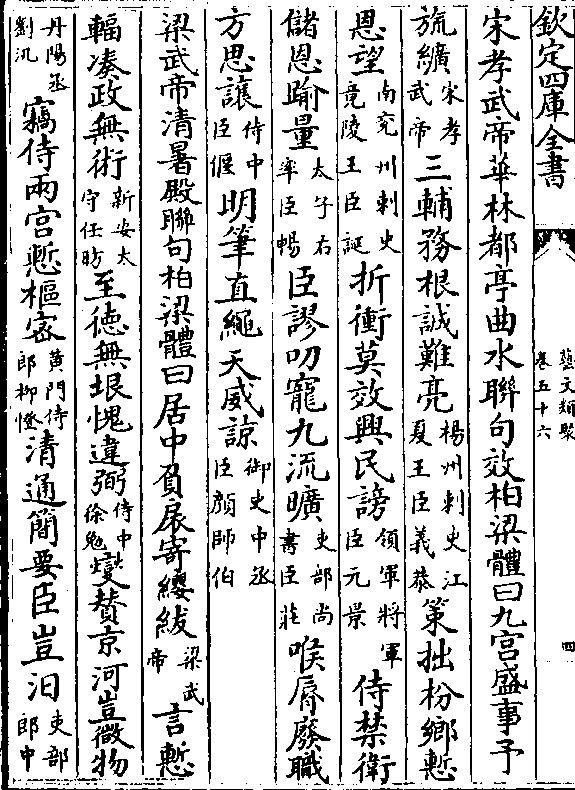 欽定四庫全書
藝文類聚
卷五十六
四
宋孝武帝華林都亭曲水聯句效柏梁體曰九宮盛事予
旒纊宋孝武帝三輔務根誠難亮楊州刺史江夏王臣義恭策拙枌鄉慙
恩望南兖州刺史竟陵王臣誕折衝莫效興民謗領軍將軍臣元景侍禁衛
儲恩踰量太子右率臣暢臣謬叨寵九流曠吏部尚書臣莊喉脣廢職
方思讓侍中臣偃明筆直繩天威諒御史中丞臣顔師伯
梁武帝清暑殿聯句柏梁體曰居中負扆寄纓紱梁武帝言慙
輻湊政無術新安太守任昉至德無垠愧違弼侍中徐勉燮賛京河豈微物
丹陽丞劉汎竊侍兩宫慙樞宻黄門侍郎柳憕清通簡要臣豈汨吏部郎中